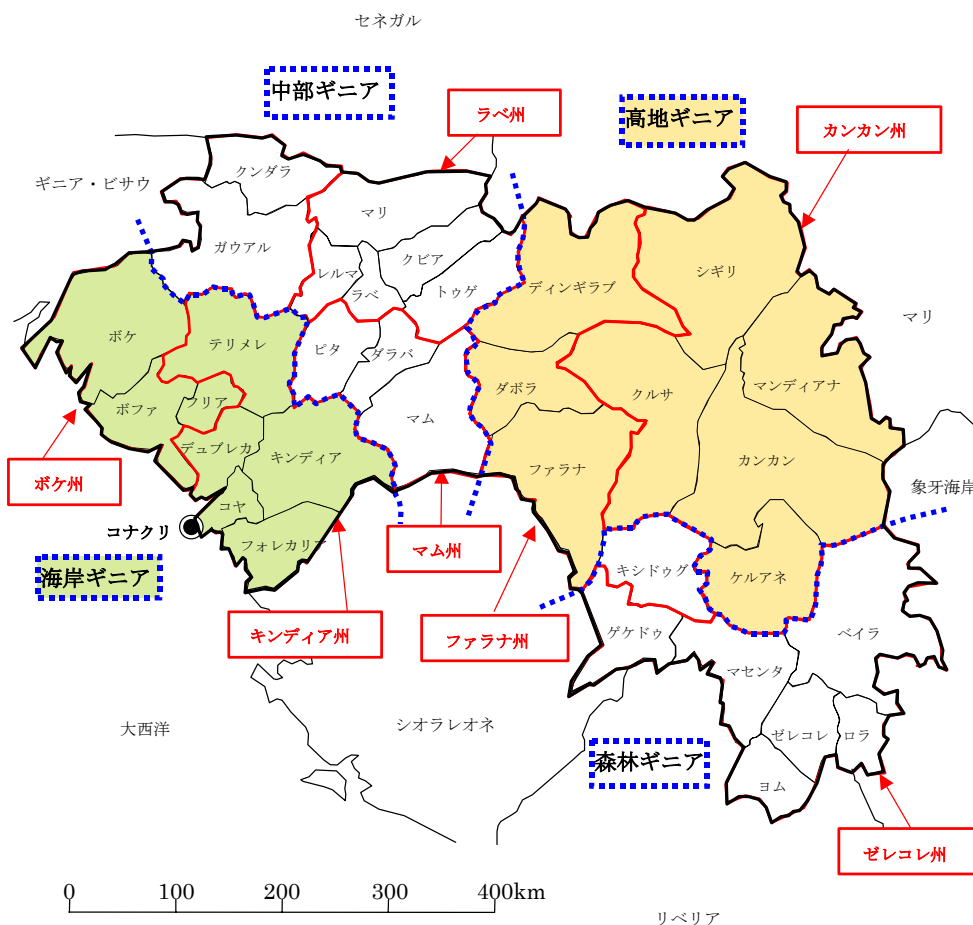 セネガル
中部ギニア
ラベ州
高地ギニア
カンカン州
ギニア・ビサウ
クンダラ
マリ
ガウアル
クビア
シギリ
レルマ
ラベ
トゥゲ
ディンギラブ
マリ
ボケ
テリメレ
ピタ
ダラバ
ダボラ
クルサ
マンディアナ
ボファ
フリア
マム
デュブレカ
キンディア
ファラナ
カンカン
ボケ州
象牙海岸
コヤ
コナクリ
フォレカリア
マム州
海岸ギニア
キシドゥグ
ケルアネ
キンディア州
ファラナ州
ゲケドゥ
ベイラ
マセンタ
大西洋
シオラレオネ
ゼレコレ
ロラ
森林ギニア
ヨム
ゼレコレ州
0 100 200 300 400km
リベリア